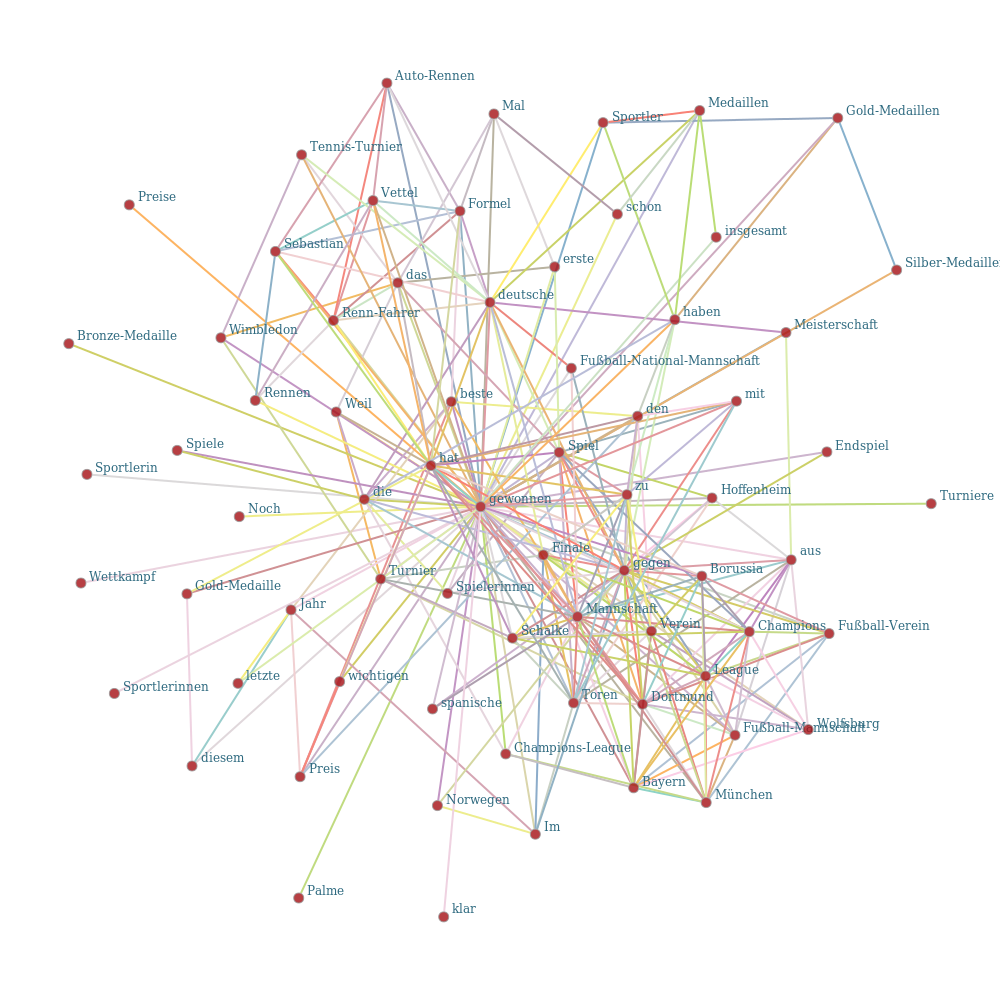 Auto-Rennen
Mal
Sportler
Medaillen
Gold-Medaillen
Tennis-Turnier
Preise
Vettel
Formel
schon
insgesamt
Sebastian
das
erste
Silber-Medaillen
deutsche
haben
Bronze-Medaille
Wimbledon
Renn-Fahrer
Meisterschaft
Fußball-National-Mannschaft
Rennen
Weil
beste
den
mit
Spiele
hat
Spiel
Endspiel
Sportlerin
die
gewonnen
zu
Hoffenheim
Turniere
Noch
Finale
gegen
Borussia
aus
Wettkampf
Gold-Medaille
Turnier
Spielerinnen
Jahr
Schalke
Mannschaft
Verein
Champions
Fußball-Verein
Sportlerinnen
letzte
wichtigen
spanische
Toren
Dortmund
League
Fußball-Mannschaft
Wolfsburg
diesem
Preis
Champions-League
Bayern
München
Norwegen
Im
Palme
klar